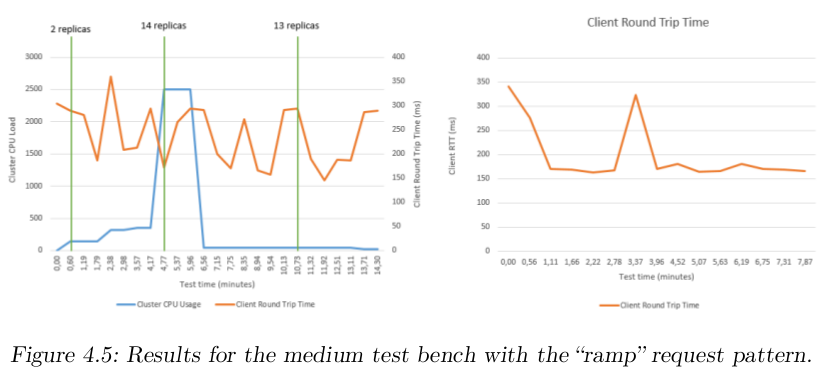 2 replicas
14 replicas
13 replicas
3000
2500
2000
1500
1000
500
0
Cluster CPU Load
400
350
300
250
200
150
100
50
0
Client Round Trip Time (ms)
0,00 0,60 1,19 1,79 2,38 2,98 3,57 4,17 4,77 5,37 5,96 6,56 7,15 7,75 8,35 8,94 9,54 10,13 10,73 11,32 11,92 12,51 13,11 13,71 14,30
Test time (minutes)
Cluster CPU Usage Client Round Trip Time
Client Round Trip Time
400
350
300
250
200
150
100
50
0
Client RTT (ms)
0,00 0,56 1,11 1,66 2,22 2,78 3,37 3,96 4,52 5,07 5,63 6,19 6,75 7,31 7,87
Test time (minutes)
Client Round Trip Time
Figure 4.5: Results for the medium test bench with the “ramp” request pattern.